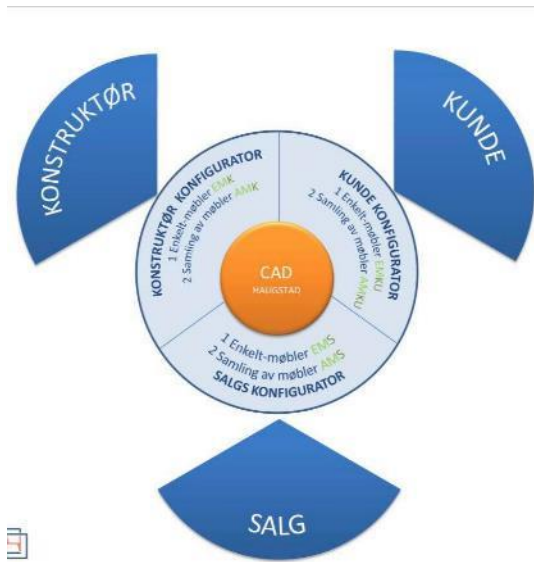 KONSTRUKTØR
KUNDE
KONSTRUKTØR KONFIGURATOR
1 Enkelt-møbler EMK
2 Samling av møbler AMK
KUNDE KONFIGURATOR
1 Enkelt-møbler EMKU
2 Samling av møbler AMKU
CAD
HAUGSTAD
1 Enkelt-møbler EMS
2 Samling av møbler AMS
SALGS KONFIGURATOR
SALG